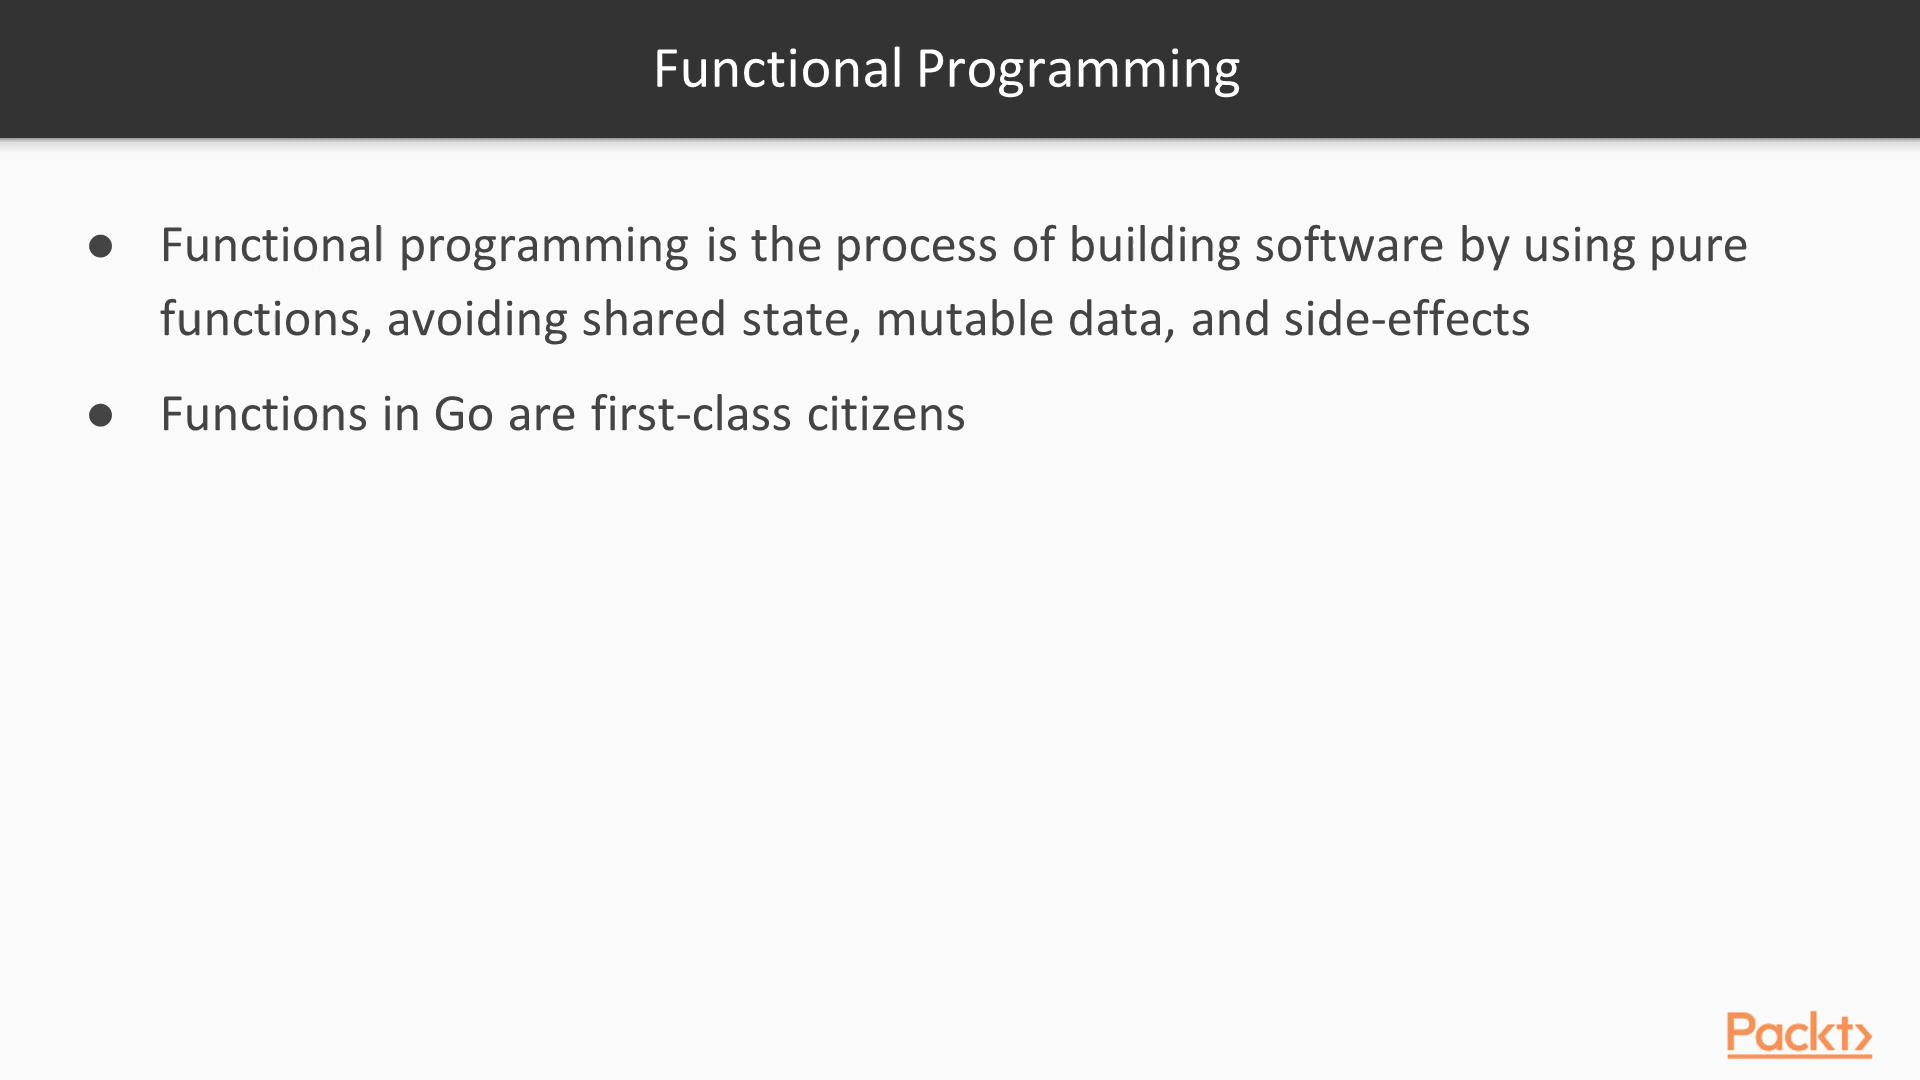 Functional Programming
● Functional programming is the process of building software by using pure
functions, avoiding shared state, mutable data, and side-effects
● Functions in Go are first-class citizens
Packt>